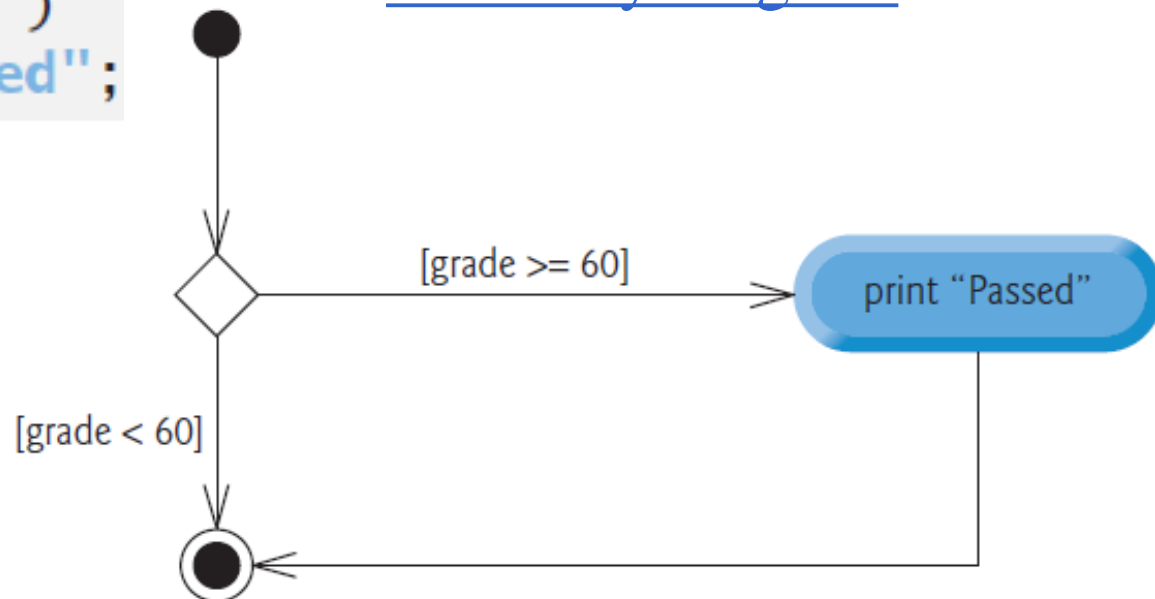 )
ed";
[grade >= 60]
print “Passed”
[grade < 60]